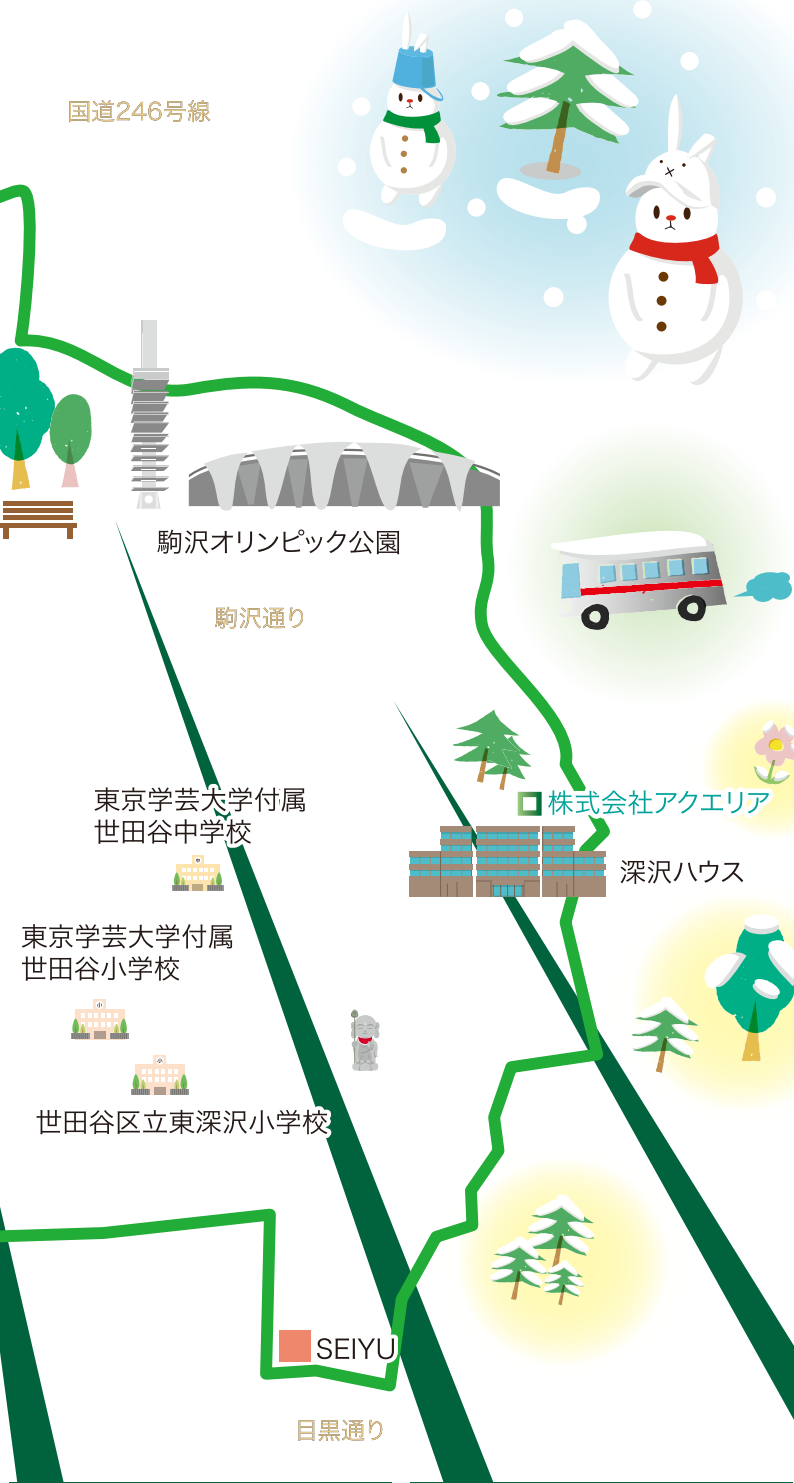 国道246号線
駒沢オリンピック公園
駒沢通り
東京学芸大学付属
世田谷中学校
株式会社アクエリア
深沢ハウス
東京学芸大学付属
世田谷小学校
小
小
世田谷区立東深沢小学校
SEIYU
目黒通り